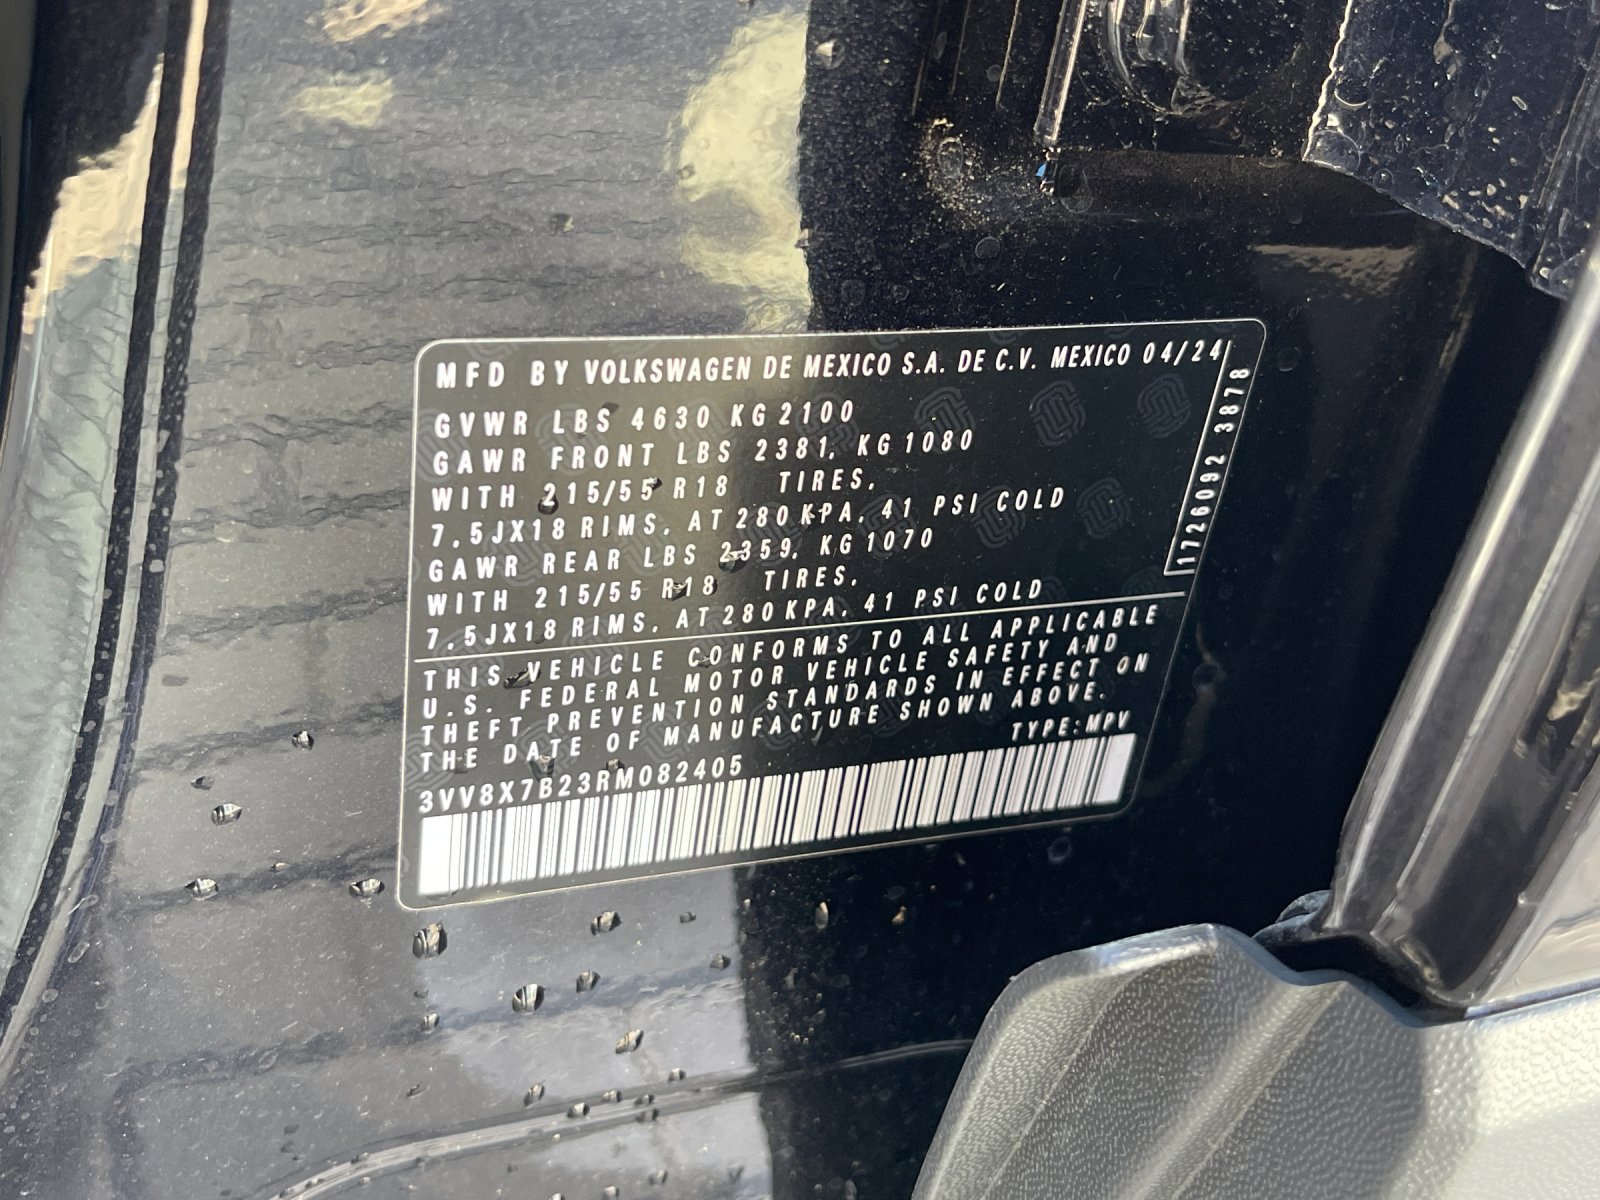 MFD BY VOLKSWAGEN DE MEXICO S.A. DE C.V. MEXICO 04/24
GVWR LBS 4630 KG 2100
GAWR FRONT LBS 2381, KG 1080
WITH 215/55 R18 TIRES,
7,5JX18 RIMS, AT 280 KPA, 41 PSI COLD
GAWR REAR LBS 2359, KG 1070
WITH 215/55 R18 TIRES,
7,5JX18 RIMS, AT 280 KPA, 41 PSI COLD
1726092 3878
THIS VEHICLE CONFORMS TO ALL APPLICABLE
U.S. FEDERAL MOTOR VEHICLE SAFETY AND
THEFT PREVENTION STANDARDS IN EFFECT ON
THE DATE OF MANUFACTURE SHOWN ABOVE.
TYPE: MPV
3VV8X7B23RM082405